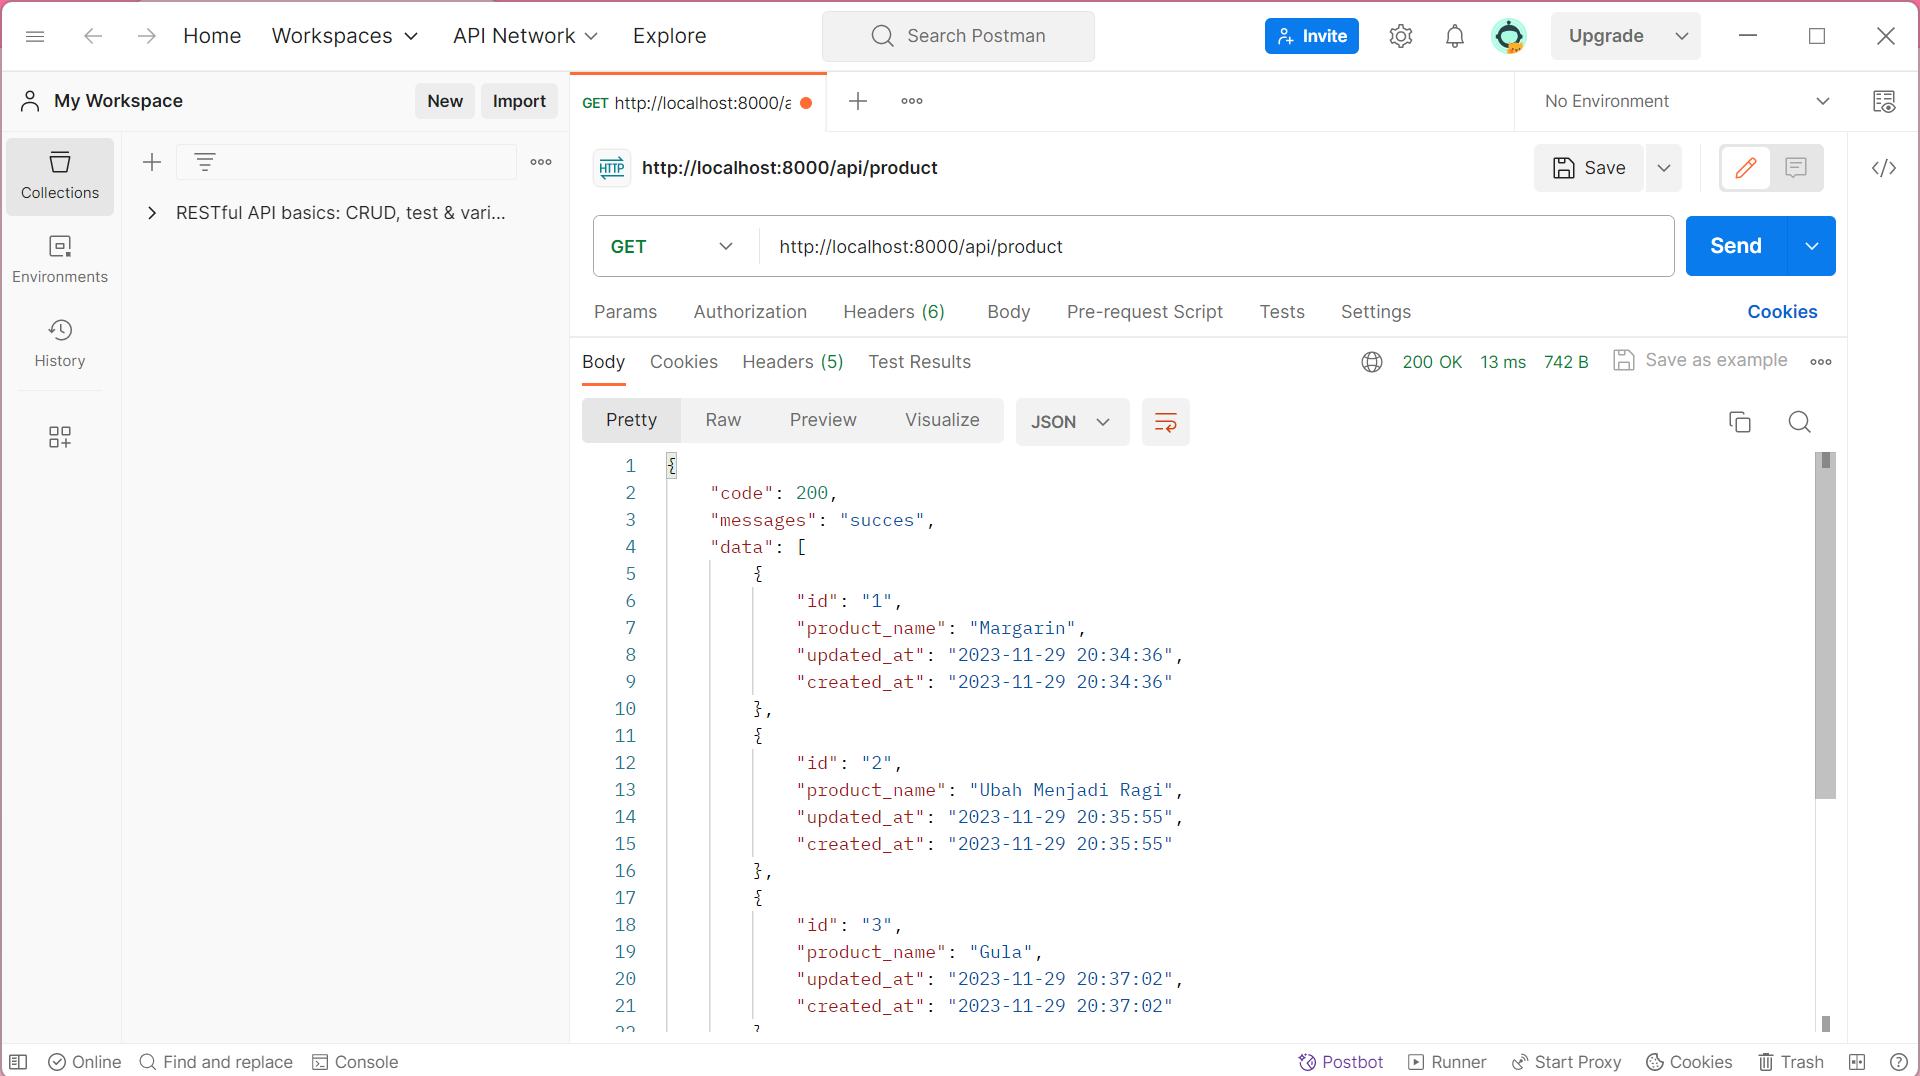 Home Workspaces API Network Explore Search Postman Invite Upgrade
My Workspace New Import GET http://localhost:8000/a No Environment
Collections
Environments
History
RESTful API basics: CRUD, test & vari...
HTTP http://localhost:8000/api/product Save
GET http://localhost:8000/api/product Send
Params Authorization Headers (6) Body Pre-request Script Tests Settings Cookies
Body Cookies Headers (5) Test Results 200 OK 13 ms 742 B Save as example
Pretty Raw Preview Visualize JSON
1 {
2 "code": 200,
3 "messages": "succes",
4 "data": [
5 {
6 "id": "1",
7 "product_name": "Margarin",
8 "updated_at": "2023-11-29 20:34:36",
9 "created_at": "2023-11-29 20:34:36"
10 },
11 {
12 "id": "2",
13 "product_name": "Ubah Menjadi Ragi",
14 "updated_at": "2023-11-29 20:35:55",
15 "created_at": "2023-11-29 20:35:55"
16 },
17 {
18 "id": "3",
19 "product_name": "Gula",
20 "updated_at": "2023-11-29 20:37:02",
21 "created_at": "2023-11-29 20:37:02"
Online Find and replace Console Postbot Runner Start Proxy Cookies Trash